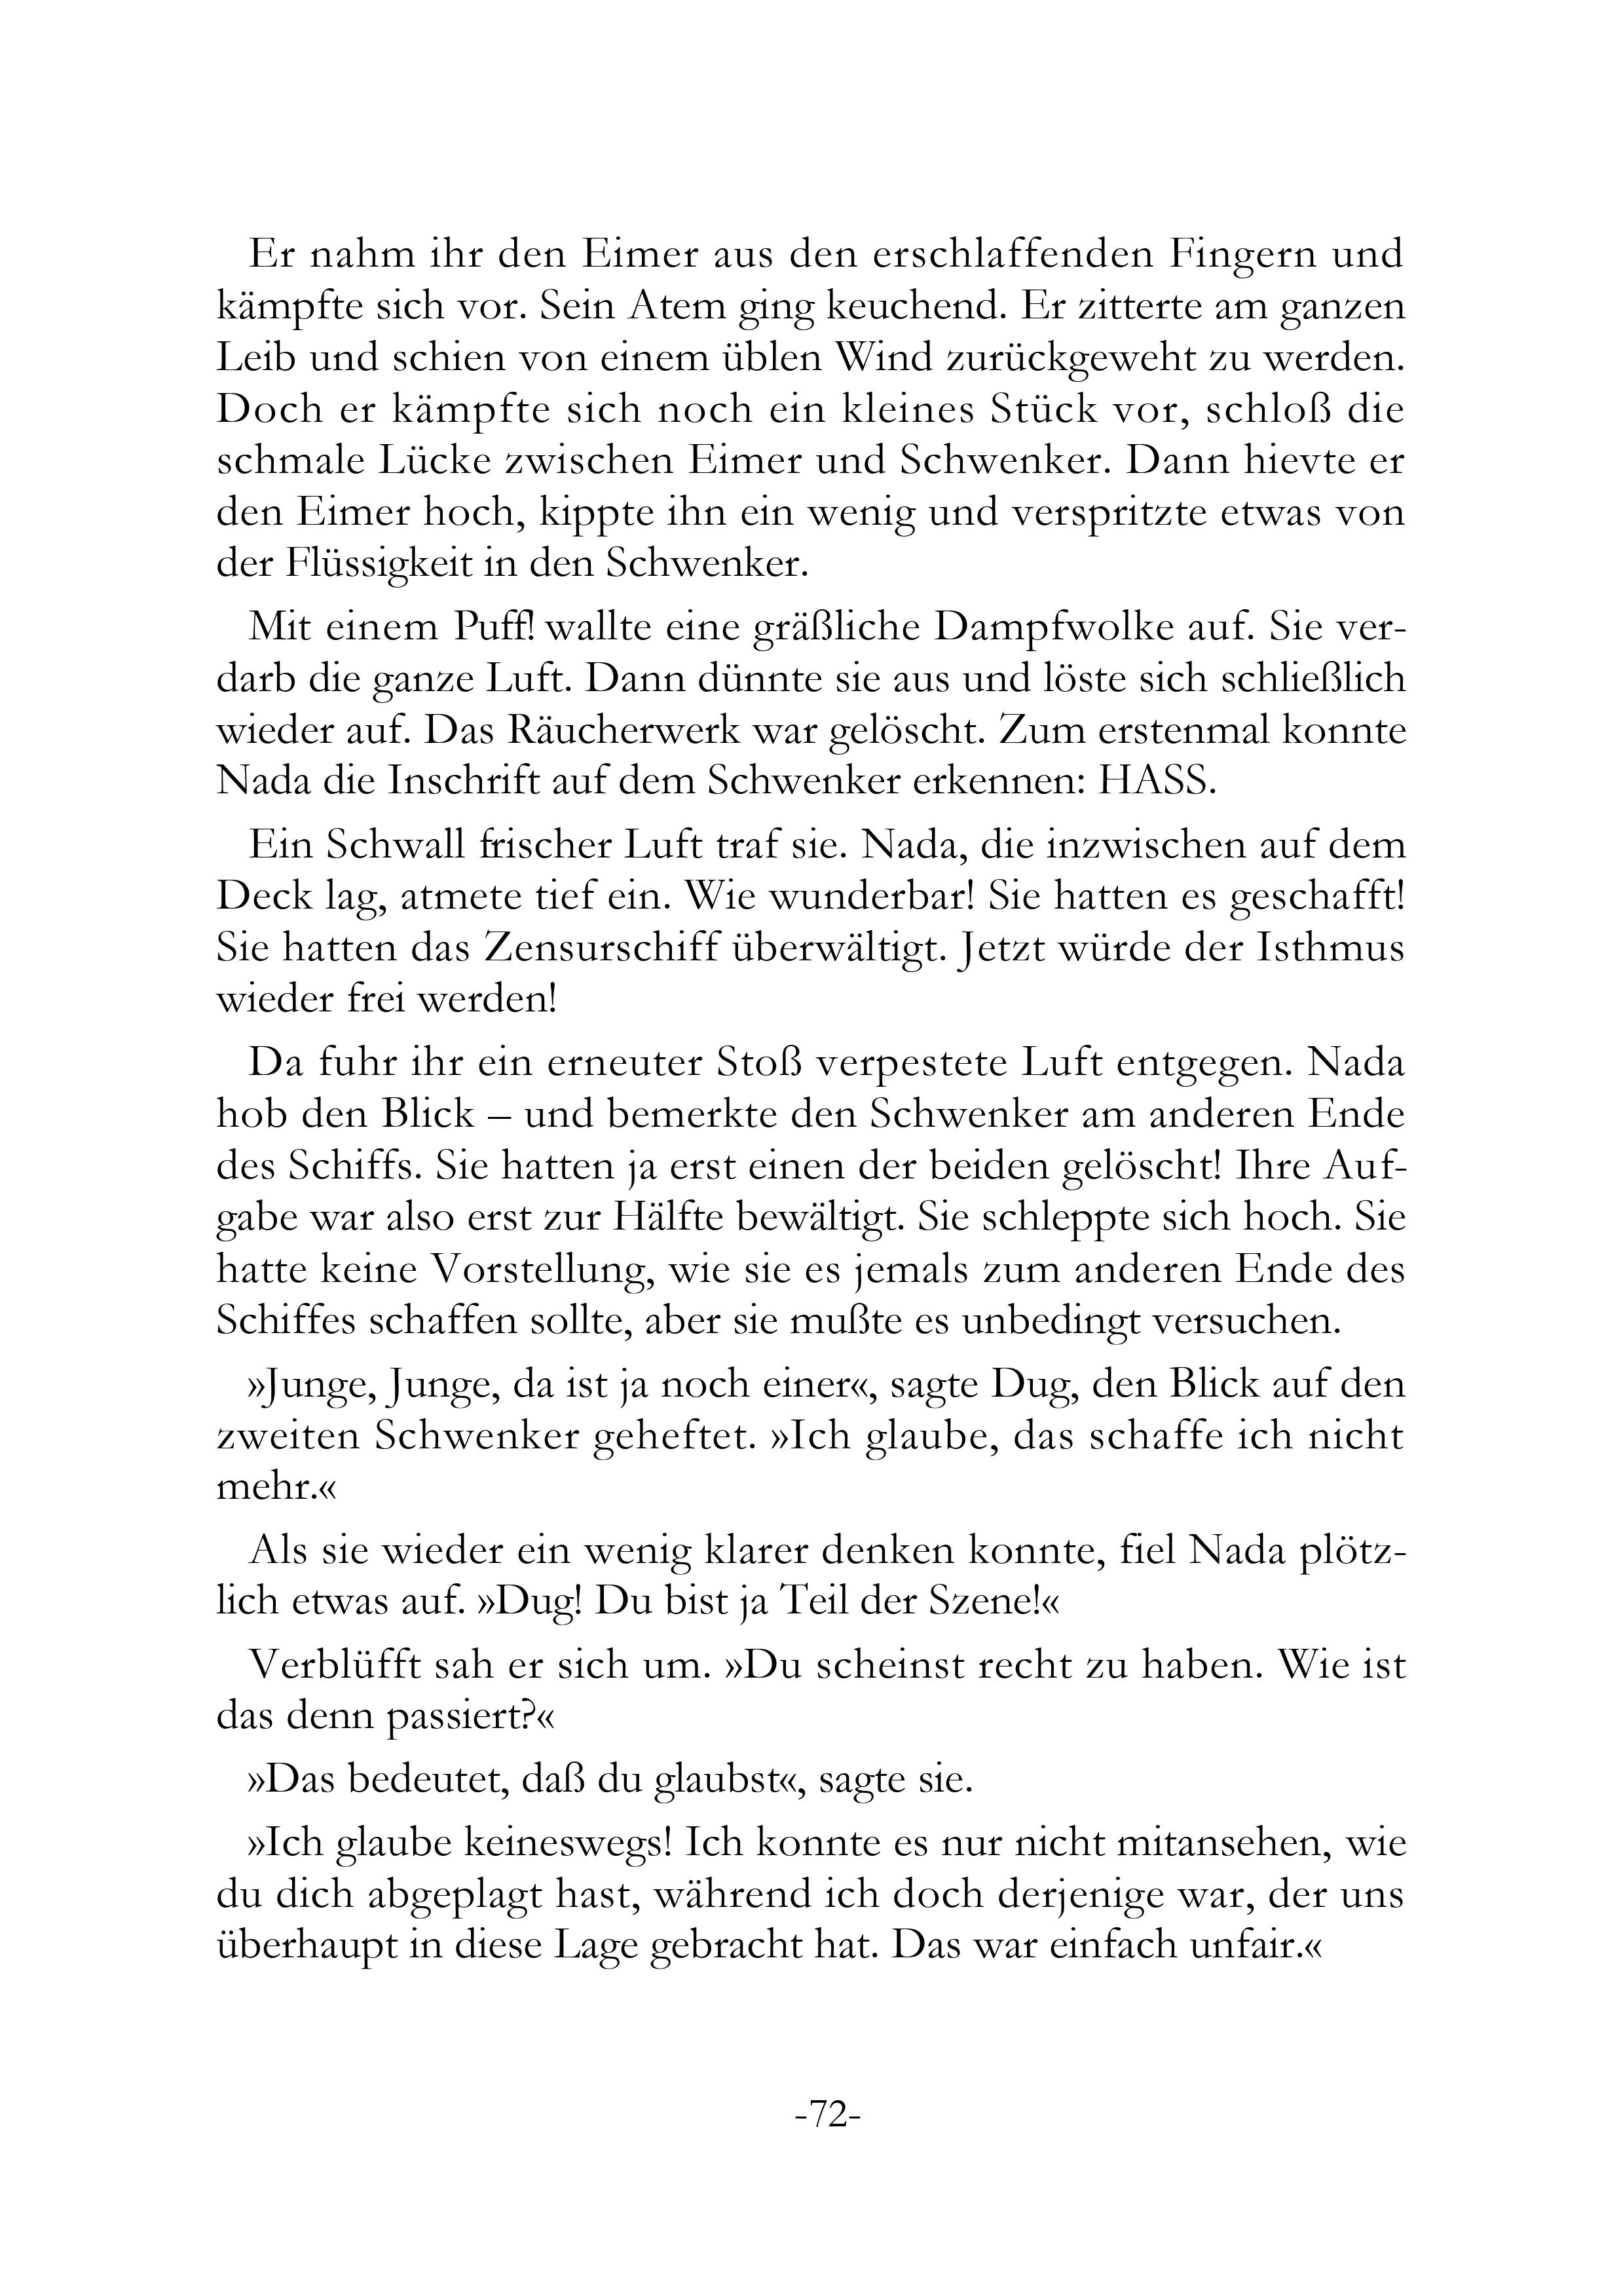 Er nahm ihr den Eimer aus den erschlaffenden Fingern und
kämpfte sich vor. Sein Atem ging keuchend. Er zitterte am ganzen
Leib und schien von einem üblen Wind zurückgeweht zu werden.
Doch er kämpfte sich noch ein kleines Stück vor, schloß die
schmale Lücke zwischen Eimer und Schwenker. Dann hievte er
den Eimer hoch, kippte ihn ein wenig und verspritzte etwas von
der Flüssigkeit in den Schwenker.
Mit einem Puff! wallte eine gräßliche Dampfwolke auf. Sie ver-
darb die ganze Luft. Dann dünnte sie aus und löste sich schließlich
wieder auf. Das Räucherwerk war gelöscht. Zum erstenmal konnte
Nada die Inschrift auf dem Schwenker erkennen: HASS.
Ein Schwall frischer Luft traf sie. Nada, die inzwischen auf dem
Deck lag, atmete tief ein. Wie wunderbar! Sie hatten es geschafft!
Sie hatten das Zensurschiff überwältigt. Jetzt würde der Isthmus
wieder frei werden!
Da fuhr ihr ein erneuter Stoß verpestete Luft entgegen. Nada
hob den Blick – und bemerkte den Schwenker am anderen Ende
des Schiffs. Sie hatten ja erst einen der beiden gelöscht! Ihre Auf-
gabe war also erst zur Hälfte bewältigt. Sie schleppte sich hoch. Sie
hatte keine Vorstellung, wie sie es jemals zum anderen Ende des
Schiffes schaffen sollte, aber sie mußte es unbedingt versuchen.
»Junge, Junge, da ist ja noch einer«, sagte Dug, den Blick auf den
zweiten Schwenker geheftet. »Ich glaube, das schaffe ich nicht
mehr.«
Als sie wieder ein wenig klarer denken konnte, fiel Nada plötz-
lich etwas auf. »Dug! Du bist ja Teil der Szene!«
Verblüfft sah er sich um. »Du scheinst recht zu haben. Wie ist
das denn passiert?«
»Das bedeutet, daß du glaubst«, sagte sie.
»Ich glaube keineswegs! Ich konnte es nur nicht mitansehen, wie
du dich abgeplagt hast, während ich doch derjenige war, der uns
überhaupt in diese Lage gebracht hat. Das war einfach unfair.«
-72-